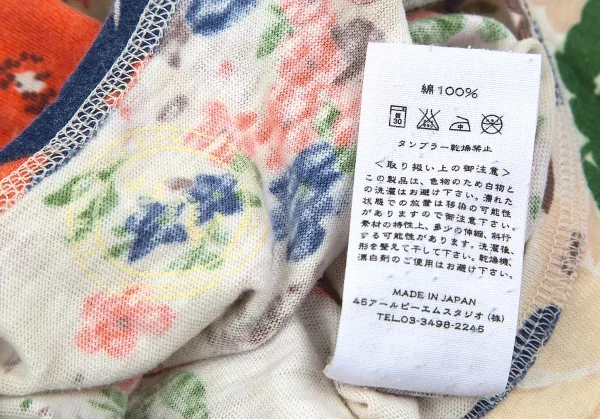 綿100%
弱
30
中
タンブラー乾燥禁止
<取り扱い上の御注意>
この製品は、色物のため白物と
の洗濯はお避け下さい。濡れた
状態での放置は移染の可能性
がありますので御注意下さい。
素材の特性上、多少の伸縮、斜行
する可能性があります。洗濯後、
形を整えて干して下さい。乾燥機、
漂白剤のご使用はお避け下さい。
MADE IN JAPAN
45アールピーエムスタジオ(株)
TEL.03-3498-2245